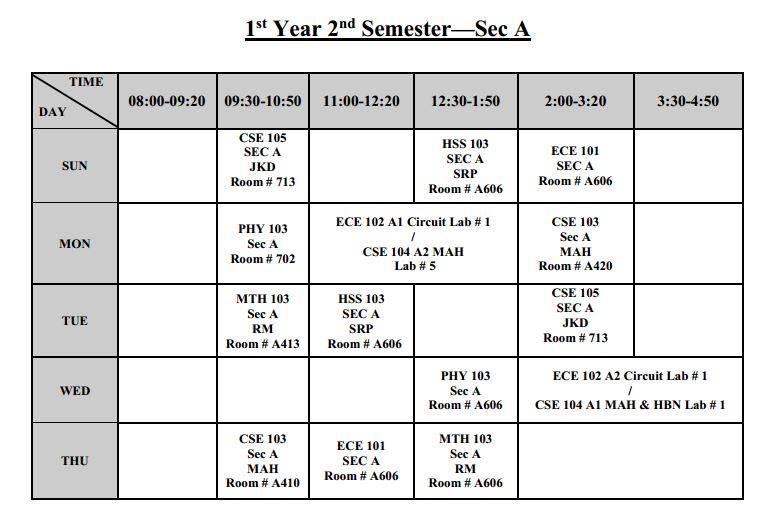 1st Year 2nd Semester—Sec A
TIME
DAY
08:00-09:20
09:30-10:50
11:00-12:20
12:30-1:50
2:00-3:20
3:30-4:50
SUN
CSE 105
SEC A
JKD
Room # 713
HSS 103
SEC A
SRP
Room # A606
ECE 101
SEC A
Room # A606
MON
PHY 103
Sec A
Room # 702
ECE 102 A1 Circuit Lab # 1
/
CSE 104 A2 MAH
Lab # 5
CSE 103
Sec A
MAH
Room # A420
TUE
MTH 103
Sec A
RM
Room # A413
HSS 103
SEC A
SRP
Room # A606
CSE 105
SEC A
JKD
Room # 713
WED
PHY 103
Sec A
Room # A606
ECE 102 A2 Circuit Lab # 1
/
CSE 104 A1 MAH & HBN Lab # 1
THU
CSE 103
Sec A
MAH
Room # A410
ECE 101
SEC A
Room # A606
MTH 103
Sec A
RM
Room # A606